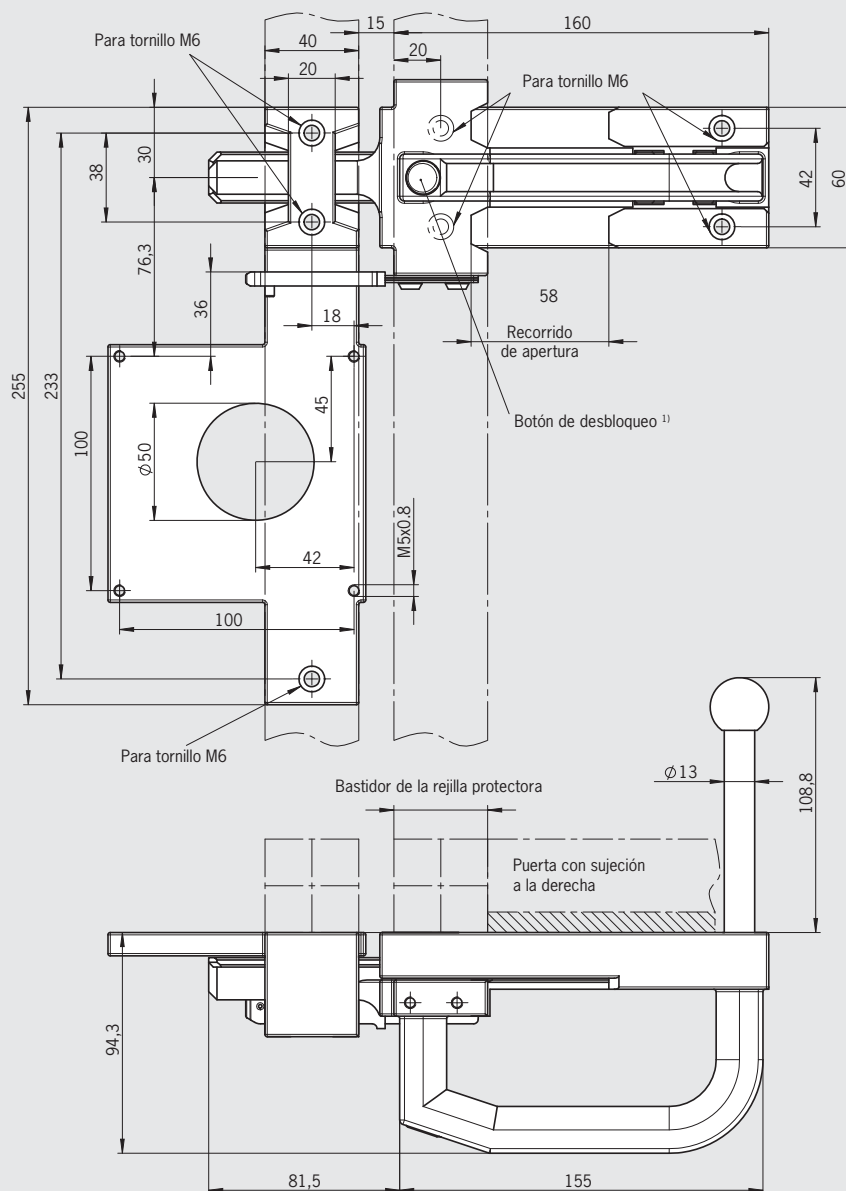 15
160
40
Para tornillo M6
20
20
Para tornillo M6
30
38
42
60
76,3
36
18
58
Recorrido
de apertura
255
233
45
Botón de desbloqueo 1)
100
Ø50
M5x0.8
42
100
Para tornillo M6
Ø13
108,8
Bastidor de la rejilla protectora
Puerta con sujeción
a la derecha
94,3
81,5
155